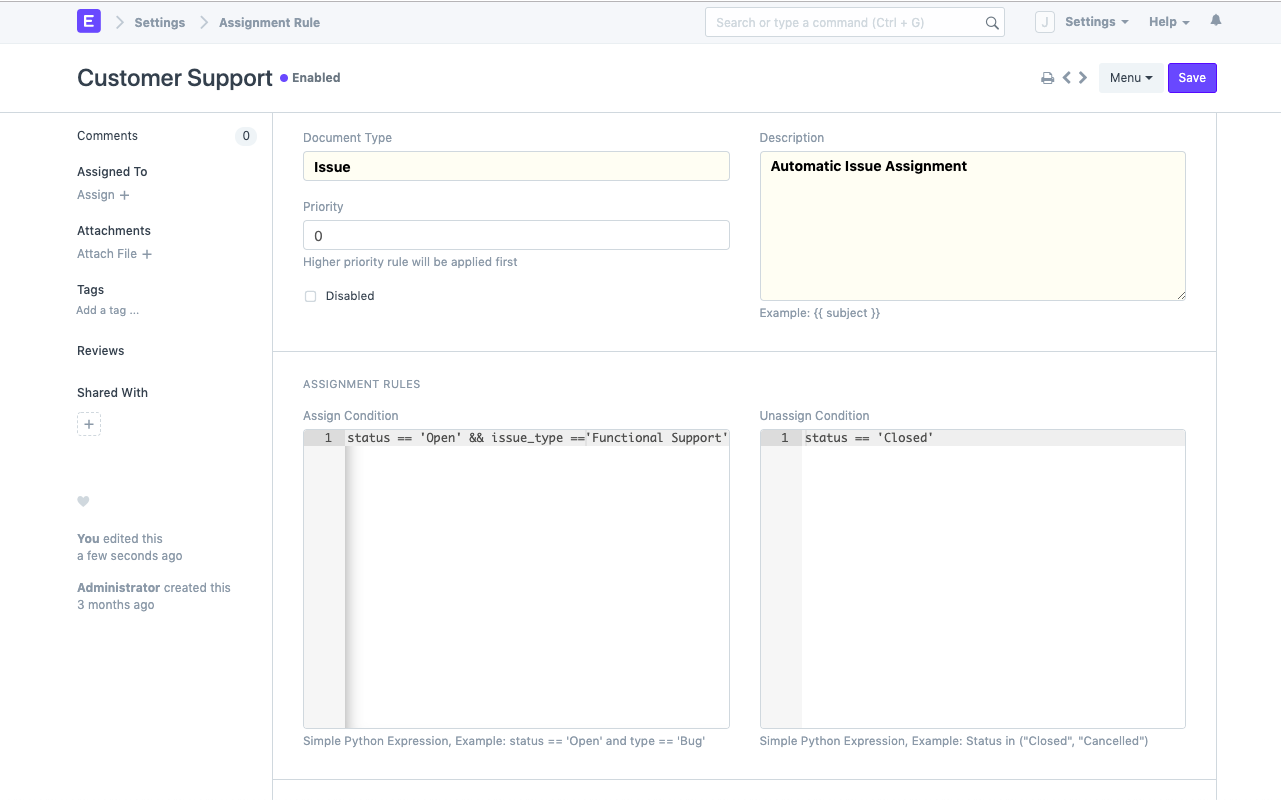 E Settings Assignment Rule Search or type a command (Ctrl + G) J Settings Help
Customer Support Enabled Menu Save
Comments 0
Assigned To
Assign +
Attachments
Attach File +
Tags
Add a tag ...
Reviews
Shared With
+
You edited this
a few seconds ago
Administrator created this
3 months ago
Document Type
Issue
Priority
0
Higher priority rule will be applied first
Disabled
Description
Automatic Issue Assignment
Example: {{ subject }}
ASSIGNMENT RULES
Assign Condition
1 status == 'Open' && issue_type =='Functional Support'
Simple Python Expression, Example: status == 'Open' and type == 'Bug'
Unassign Condition
1 status == 'Closed'
Simple Python Expression, Example: Status in ("Closed", "Cancelled")